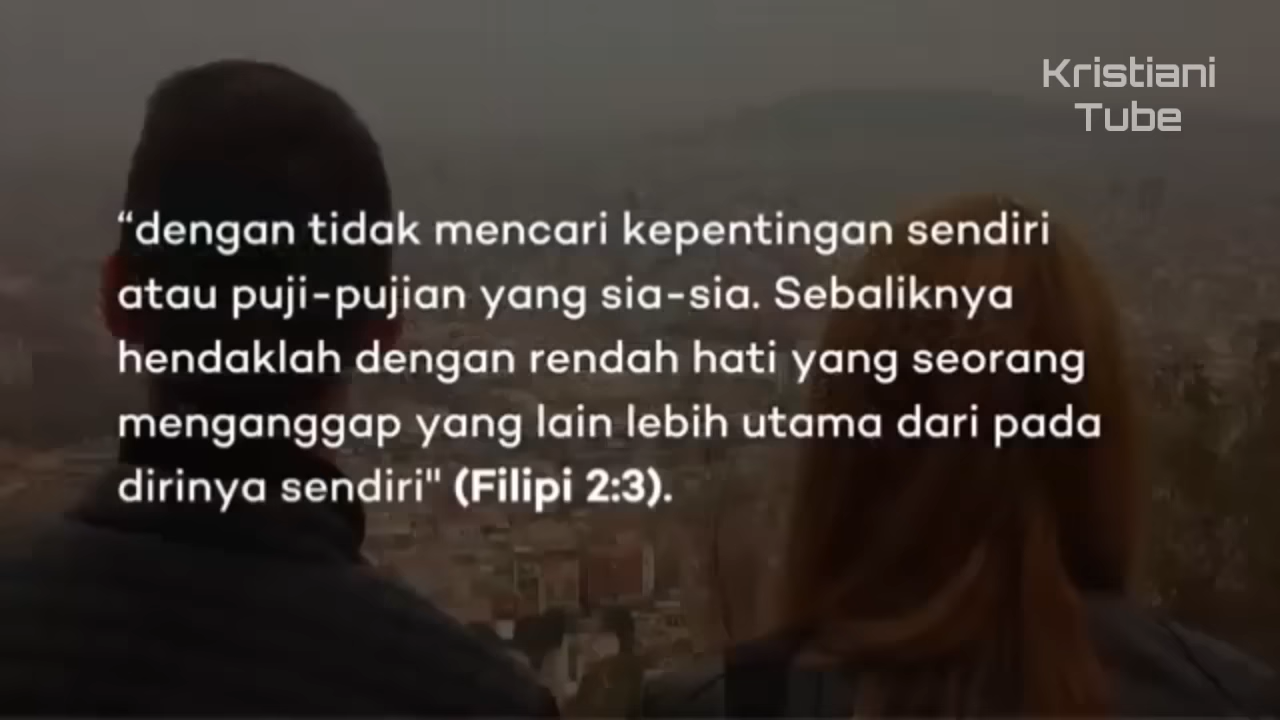 Kristiani
Tube
“dengan tidak mencari kepentingan sendiri
atau puji-pujian yang sia-sia. Sebaliknya
hendaklah dengan rendah hati yang seorang
menganggap yang lain lebih utama dari pada
dirinya sendiri" (Filipi 2:3).